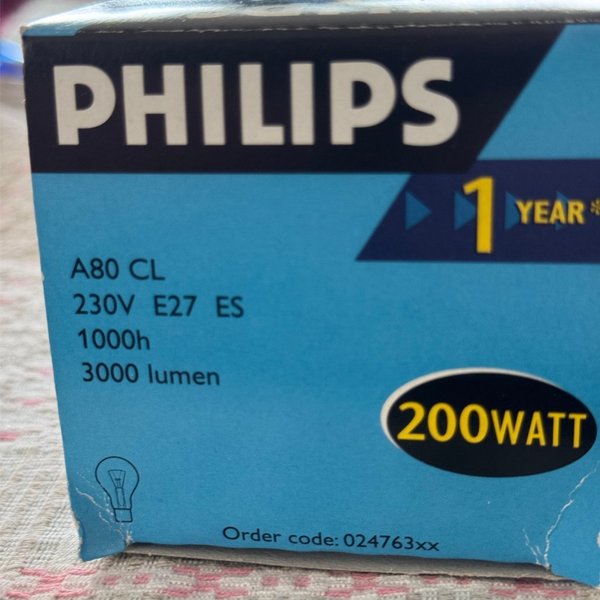 PHILIPS
1 YEAR*
A80 CL
230V E27 ES
1000h
3000 lumen
200WATT
Order code: 024763xx